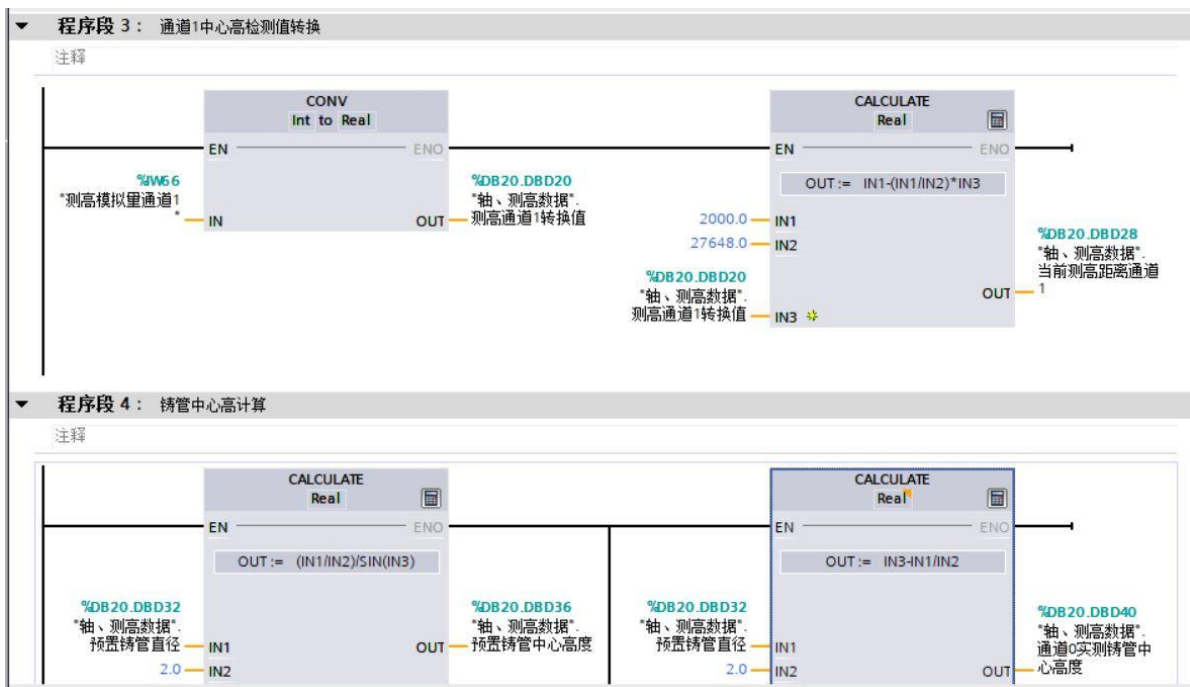 程序段 3： 通道1中心高检测值转换
注释
CONV
Int to Real
EN
ENO
%IW66
"测高模拟量通道1
"
IN
OUT
%DB20.DBD20
"轴、测高数据".
测高通道1转换值
CALCULATE
Real
EN
ENO
OUT := IN1-(IN1/IN2)*IN3
2000.0
IN1
27648.0
IN2
%DB20.DBD20
"轴、测高数据".
测高通道1转换值
IN3
OUT
%DB20.DBD28
"轴、测高数据".
当前测高距离通道
1
程序段 4： 铸管中心高计算
注释
CALCULATE
Real
EN
ENO
OUT := (IN1/IN2)/SIN(IN3)
%DB20.DBD32
"轴、测高数据".
预置铸管直径
IN1
2.0
IN2
OUT
%DB20.DBD36
"轴、测高数据".
预置铸管中心高度
CALCULATE
Real
EN
ENO
OUT := IN3-IN1/IN2
%DB20.DBD32
"轴、测高数据".
预置铸管直径
IN1
2.0
IN2
OUT
%DB20.DBD40
"轴、测高数据".
通道0实测铸管中
心高度